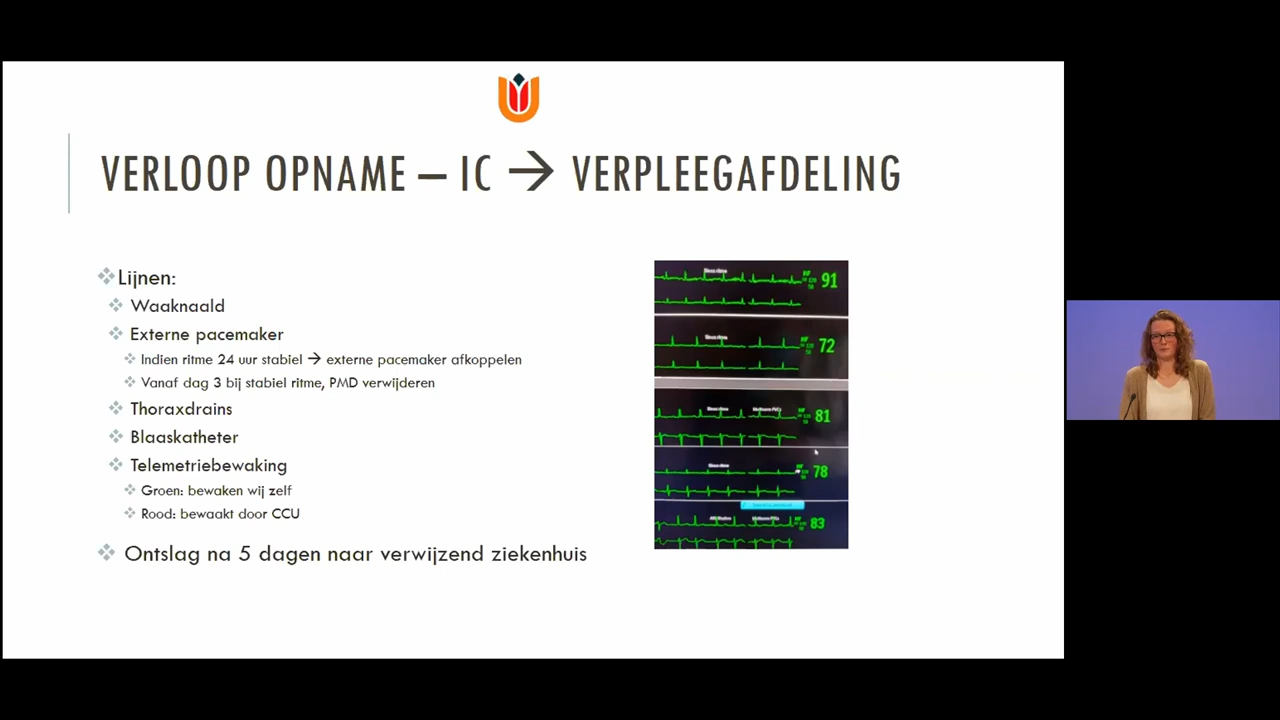 VERLOOP OPNAME – IC → VERPLEEGAFDELING
Lijnen:
Waaknaald
Externe pacemaker
Indien ritme 24 uur stabiel → externe pacemaker afkoppelen
Vanaf dag 3 bij stabiel ritme, PMD verwijderen
Thoraxdrains
Blaaskatheter
Telemetriebewaking
Groen: bewaken wij zelf
Rood: bewaakt door CCU
Ontslag na 5 dagen naar verwijzend ziekenhuis
91
72
81
78
83